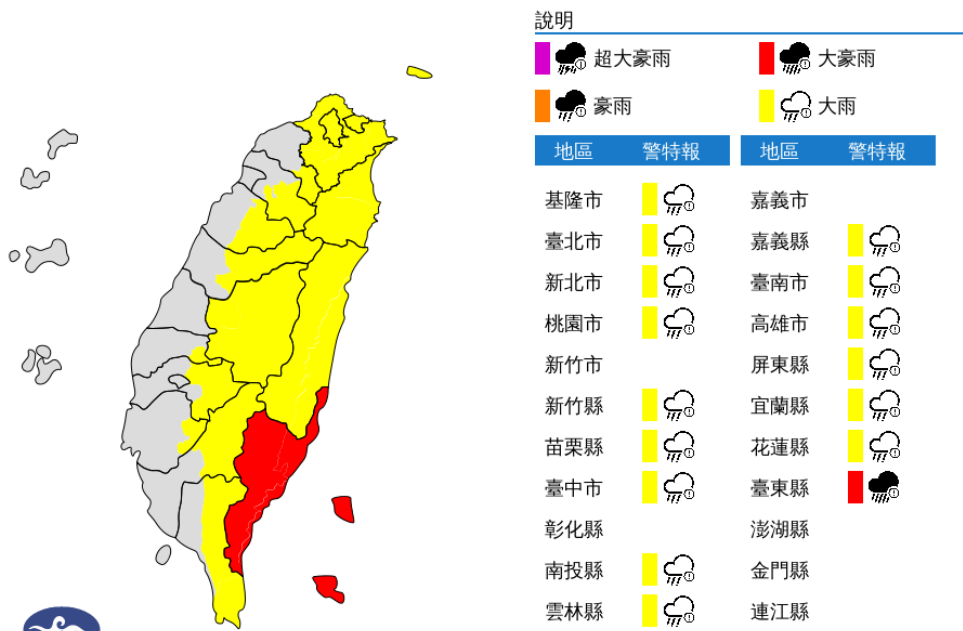 說明
超大豪雨 大豪雨
豪雨 大雨
地區 警特報 地區 警特報
基隆市 嘉義市
臺北市 嘉義縣
新北市 臺南市
桃園市 高雄市
新竹市 屏東縣
新竹縣 宜蘭縣
苗栗縣 花蓮縣
臺中市 臺東縣
彰化縣 澎湖縣
南投縣 金門縣
雲林縣 連江縣